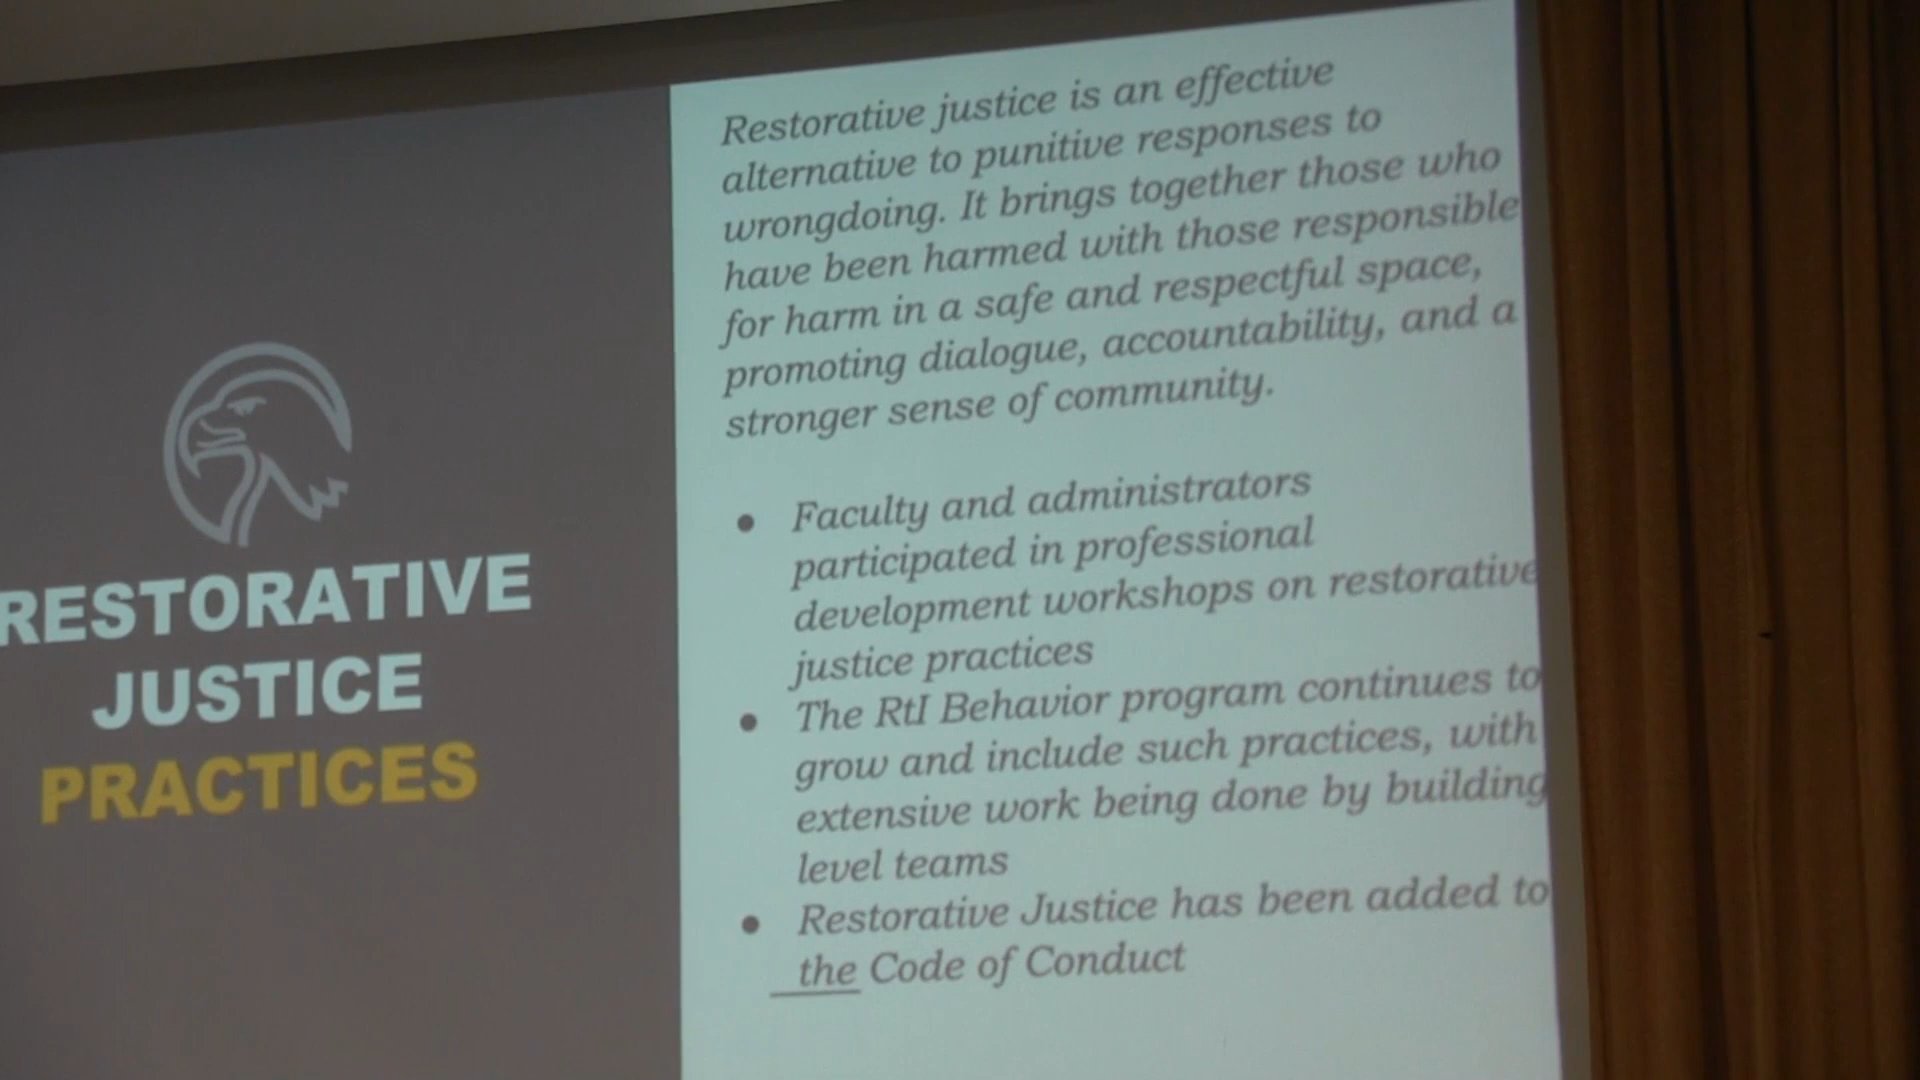 RESTORATIVE
JUSTICE
PRACTICES
Restorative justice is an effective
alternative to punitive responses to
wrongdoing. It brings together those who
have been harmed with those responsible
for harm in a safe and respectful space,
promoting dialogue, accountability, and a
stronger sense of community.
● Faculty and administrators
participated in professional
development workshops on restorative
justice practices
● The RtI Behavior program continues to
grow and include such practices, with
extensive work being done by building
level teams
● Restorative Justice has been added to
the Code of Conduct